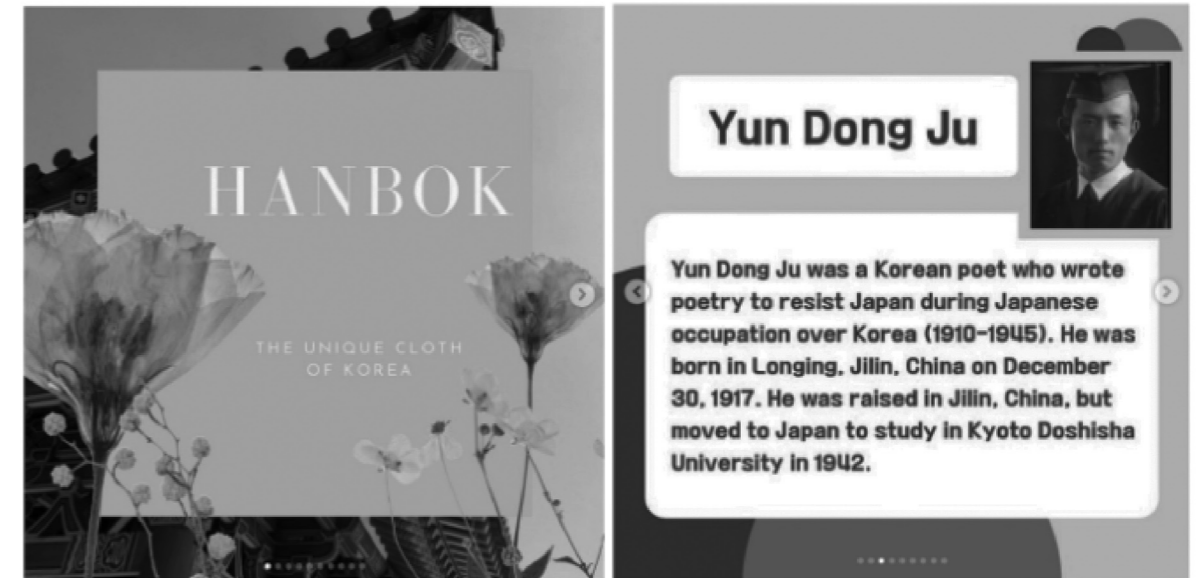 HANBOK
THE UNIQUE CLOTH
OF KOREA
Yun Dong Ju
Yun Dong Ju was a Korean poet who wrote
poetry to resist Japan during Japanese
occupation over Korea (1910-1945). He was
born in Longing, Jilin, China on December
30, 1917. He was raised in Jilin, China, but
moved to Japan to study in Kyoto Doshisha
University in 1942.